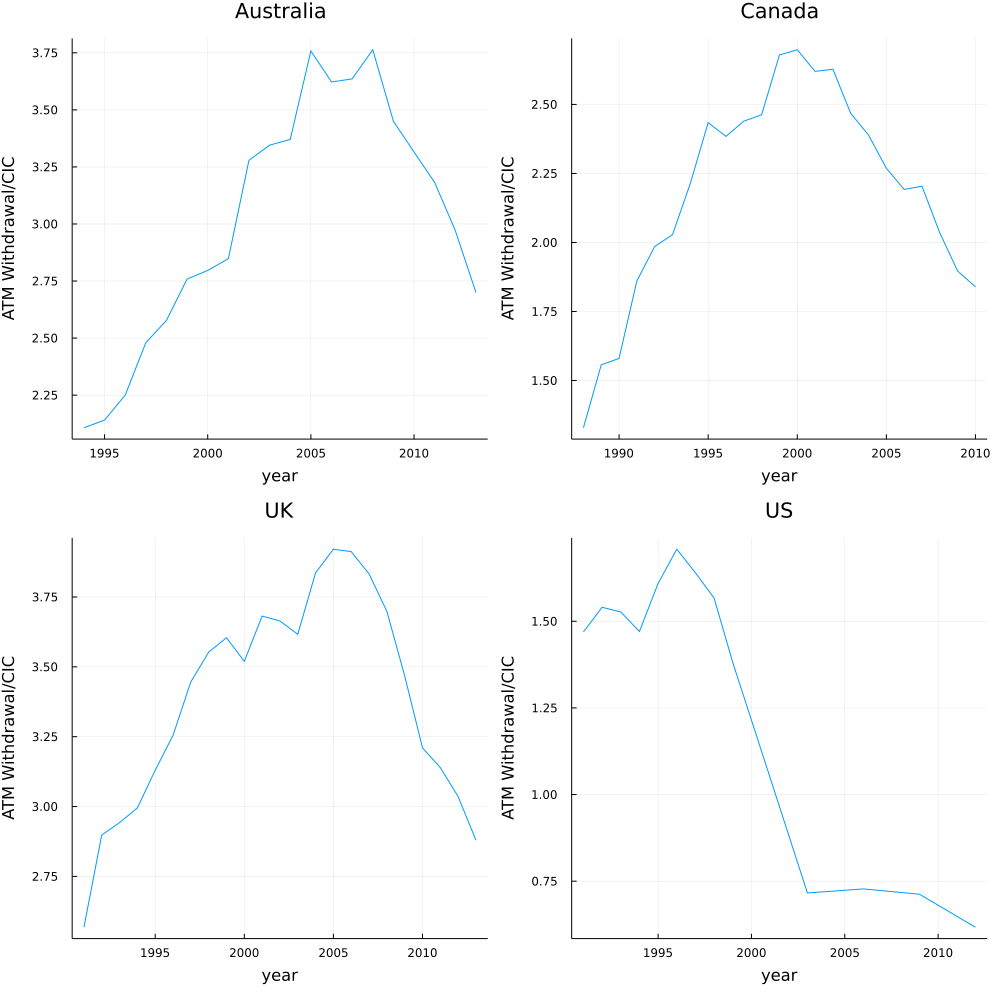 Australia
ATM Withdrawal/CIC
3.75
3.50
3.25
3.00
2.75
2.50
2.25
1995 2000 2005 2010
year
Canada
ATM Withdrawal/CIC
2.50
2.25
2.00
1.75
1.50
1990 1995 2000 2005 2010
year
UK
ATM Withdrawal/CIC
3.75
3.50
3.25
3.00
2.75
1995 2000 2005 2010
year
US
ATM Withdrawal/CIC
1.50
1.25
1.00
0.75
1995 2000 2005 2010
year